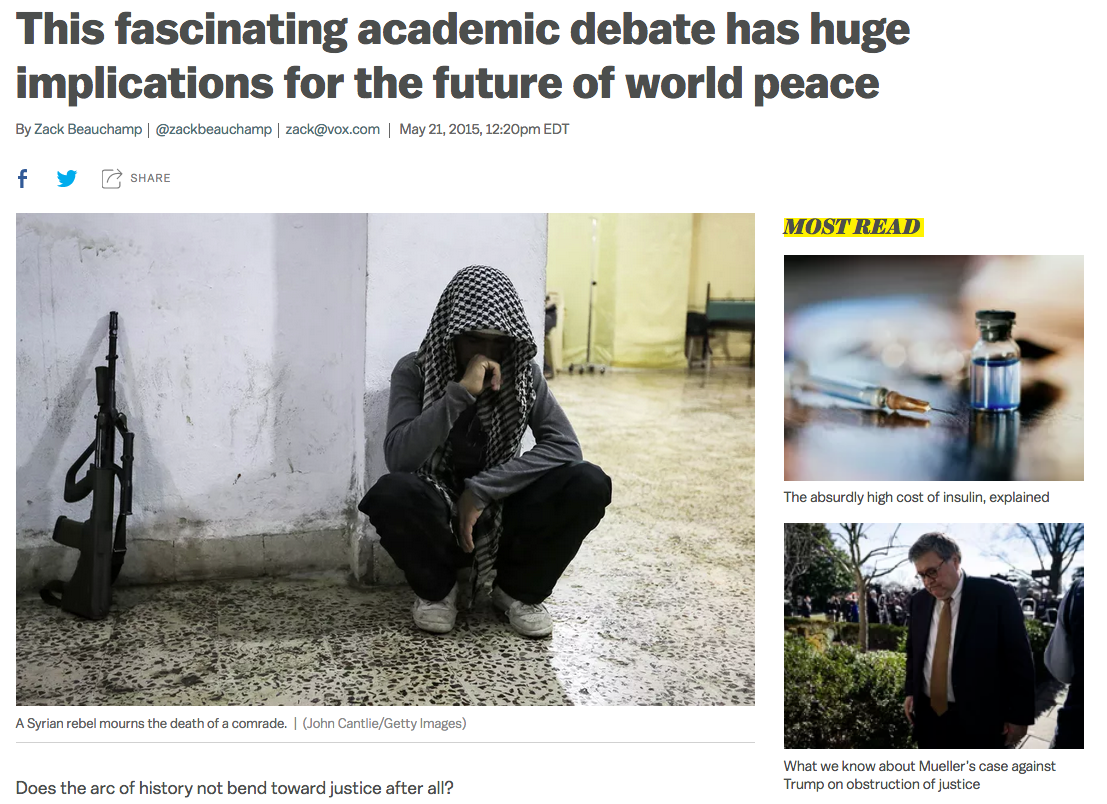 This fascinating academic debate has huge
implications for the future of world peace
By Zack Beauchamp | @zackbeauchamp | zack@vox.com | May 21, 2015, 12:20pm EDT
SHARE
MOST READ
The absurdly high cost of insulin, explained
A Syrian rebel mourns the death of a comrade. | (John Cantlie/Getty Images)
What we know about Mueller's case against
Trump on obstruction of justice
Does the arc of history not bend toward justice after all?